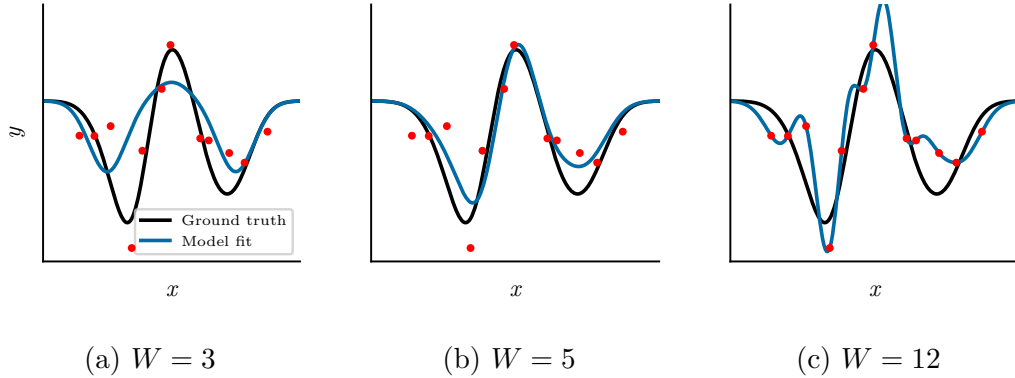 y
Ground truth
Model fit
x
x
x
(a) W = 3
(b) W = 5
(c) W = 12